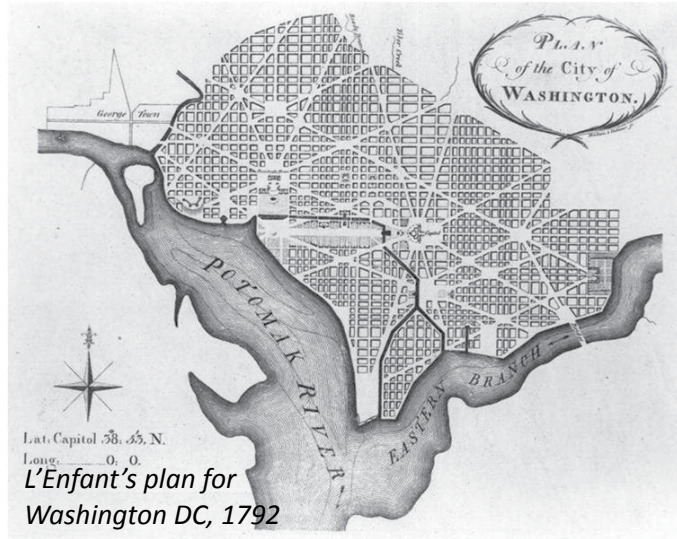 PLAN
of the City of
WASHINGTON.
George Town
Capitol
POTOMAK RIVER
EASTERN BRANCH
Lat. Capitol 38: 53, N.
Long. 0: 0.
L'Enfant's plan for
Washington DC, 1792